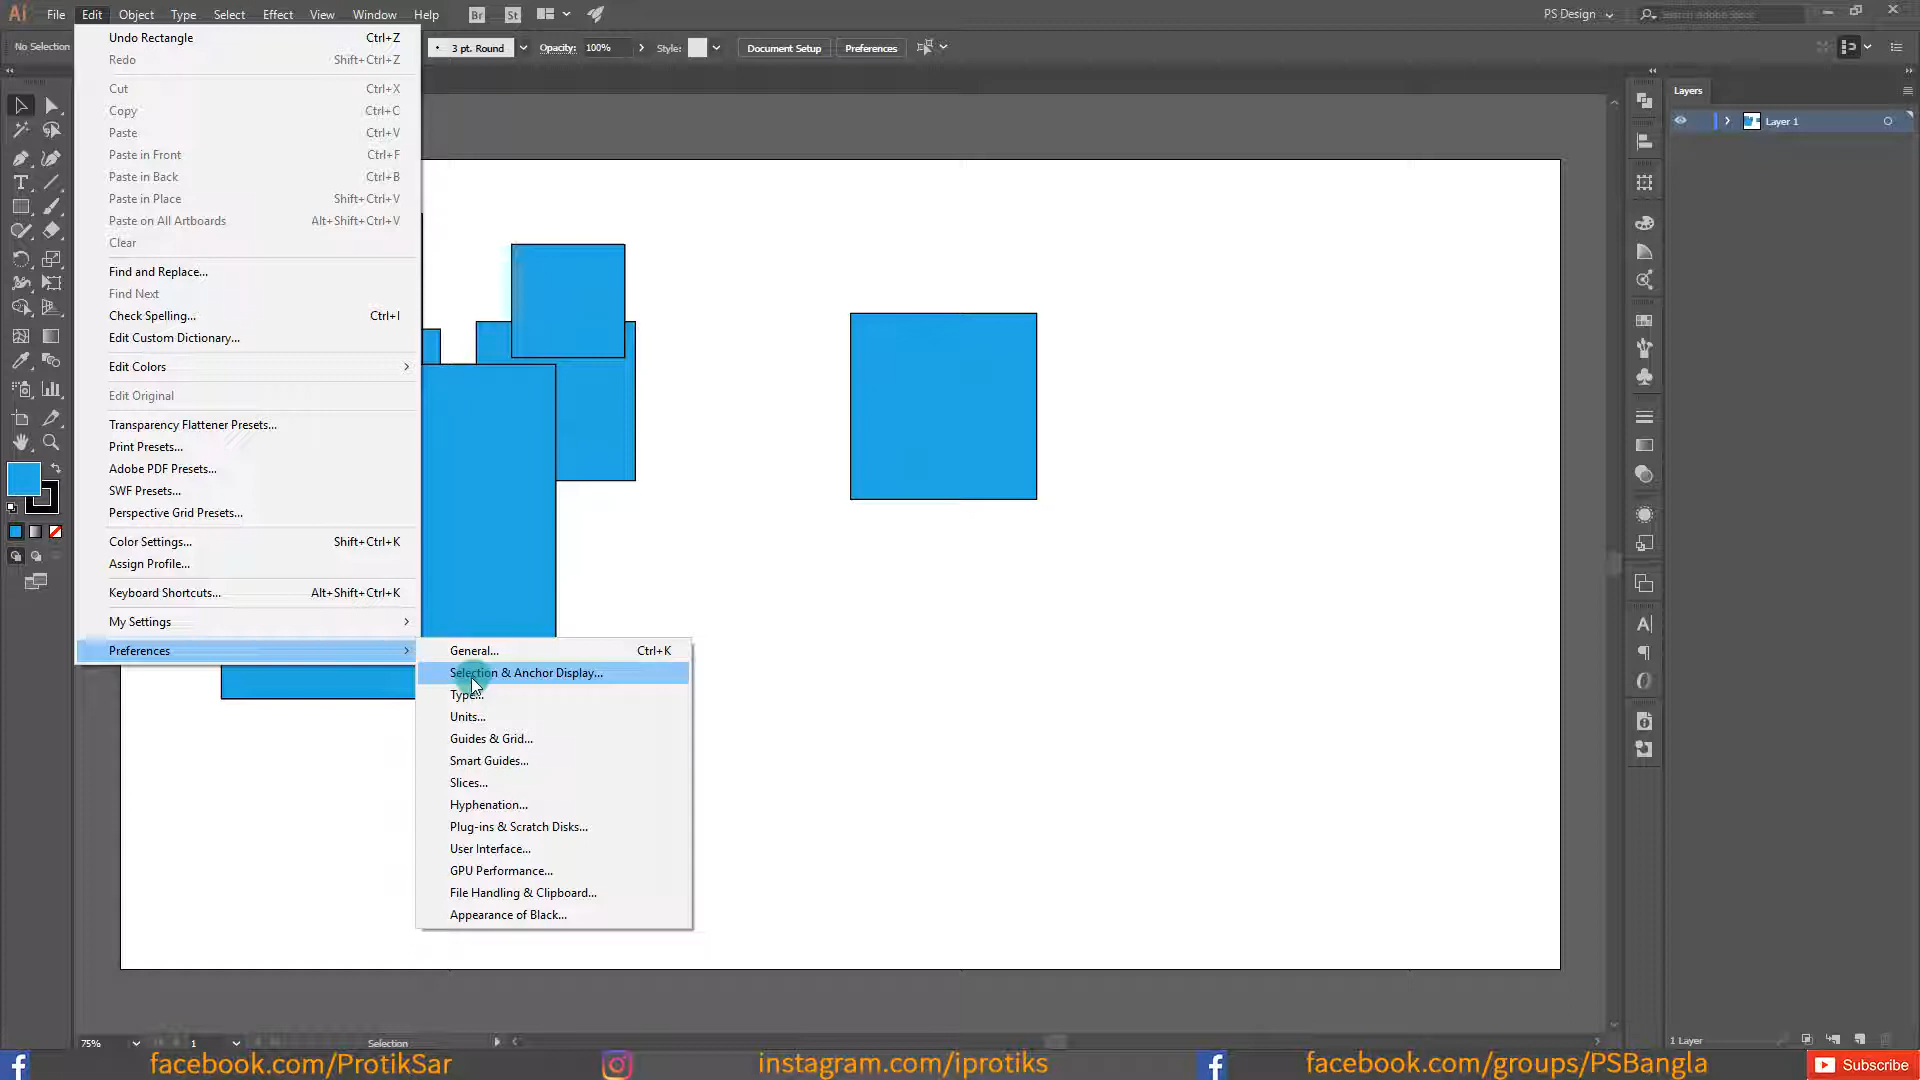 Ai File Edit Object Type Select Effect View Window Help Br St PS Design Search Adobe Stock
No Selection 3 pt. Round Opacity: 100% Style: Document Setup Preferences
Undo Rectangle Ctrl+Z
Redo Shift+Ctrl+Z
Cut Ctrl+X
Copy Ctrl+C
Paste Ctrl+V
Paste in Front Ctrl+F
Paste in Back Ctrl+B
Paste in Place Shift+Ctrl+V
Paste on All Artboards Alt+Shift+Ctrl+V
Clear
Find and Replace...
Find Next
Check Spelling... Ctrl+I
Edit Custom Dictionary...
Edit Colors
Edit Original
Transparency Flattener Presets...
Print Presets...
Adobe PDF Presets...
SWF Presets...
Perspective Grid Presets...
Color Settings... Shift+Ctrl+K
Assign Profile...
Keyboard Shortcuts... Alt+Shift+Ctrl+K
My Settings
Preferences
General... Ctrl+K
Selection & Anchor Display...
Type...
Units...
Guides & Grid...
Smart Guides...
Slices...
Hyphenation...
Plug-ins & Scratch Disks...
User Interface...
GPU Performance...
File Handling & Clipboard...
Appearance of Black...
Layers
Layer 1
75% 1 Selection 1 Layer
facebook.com/ProtikSar instagram.com/iprotiks facebook.com/groups/PSBangla Subscribe